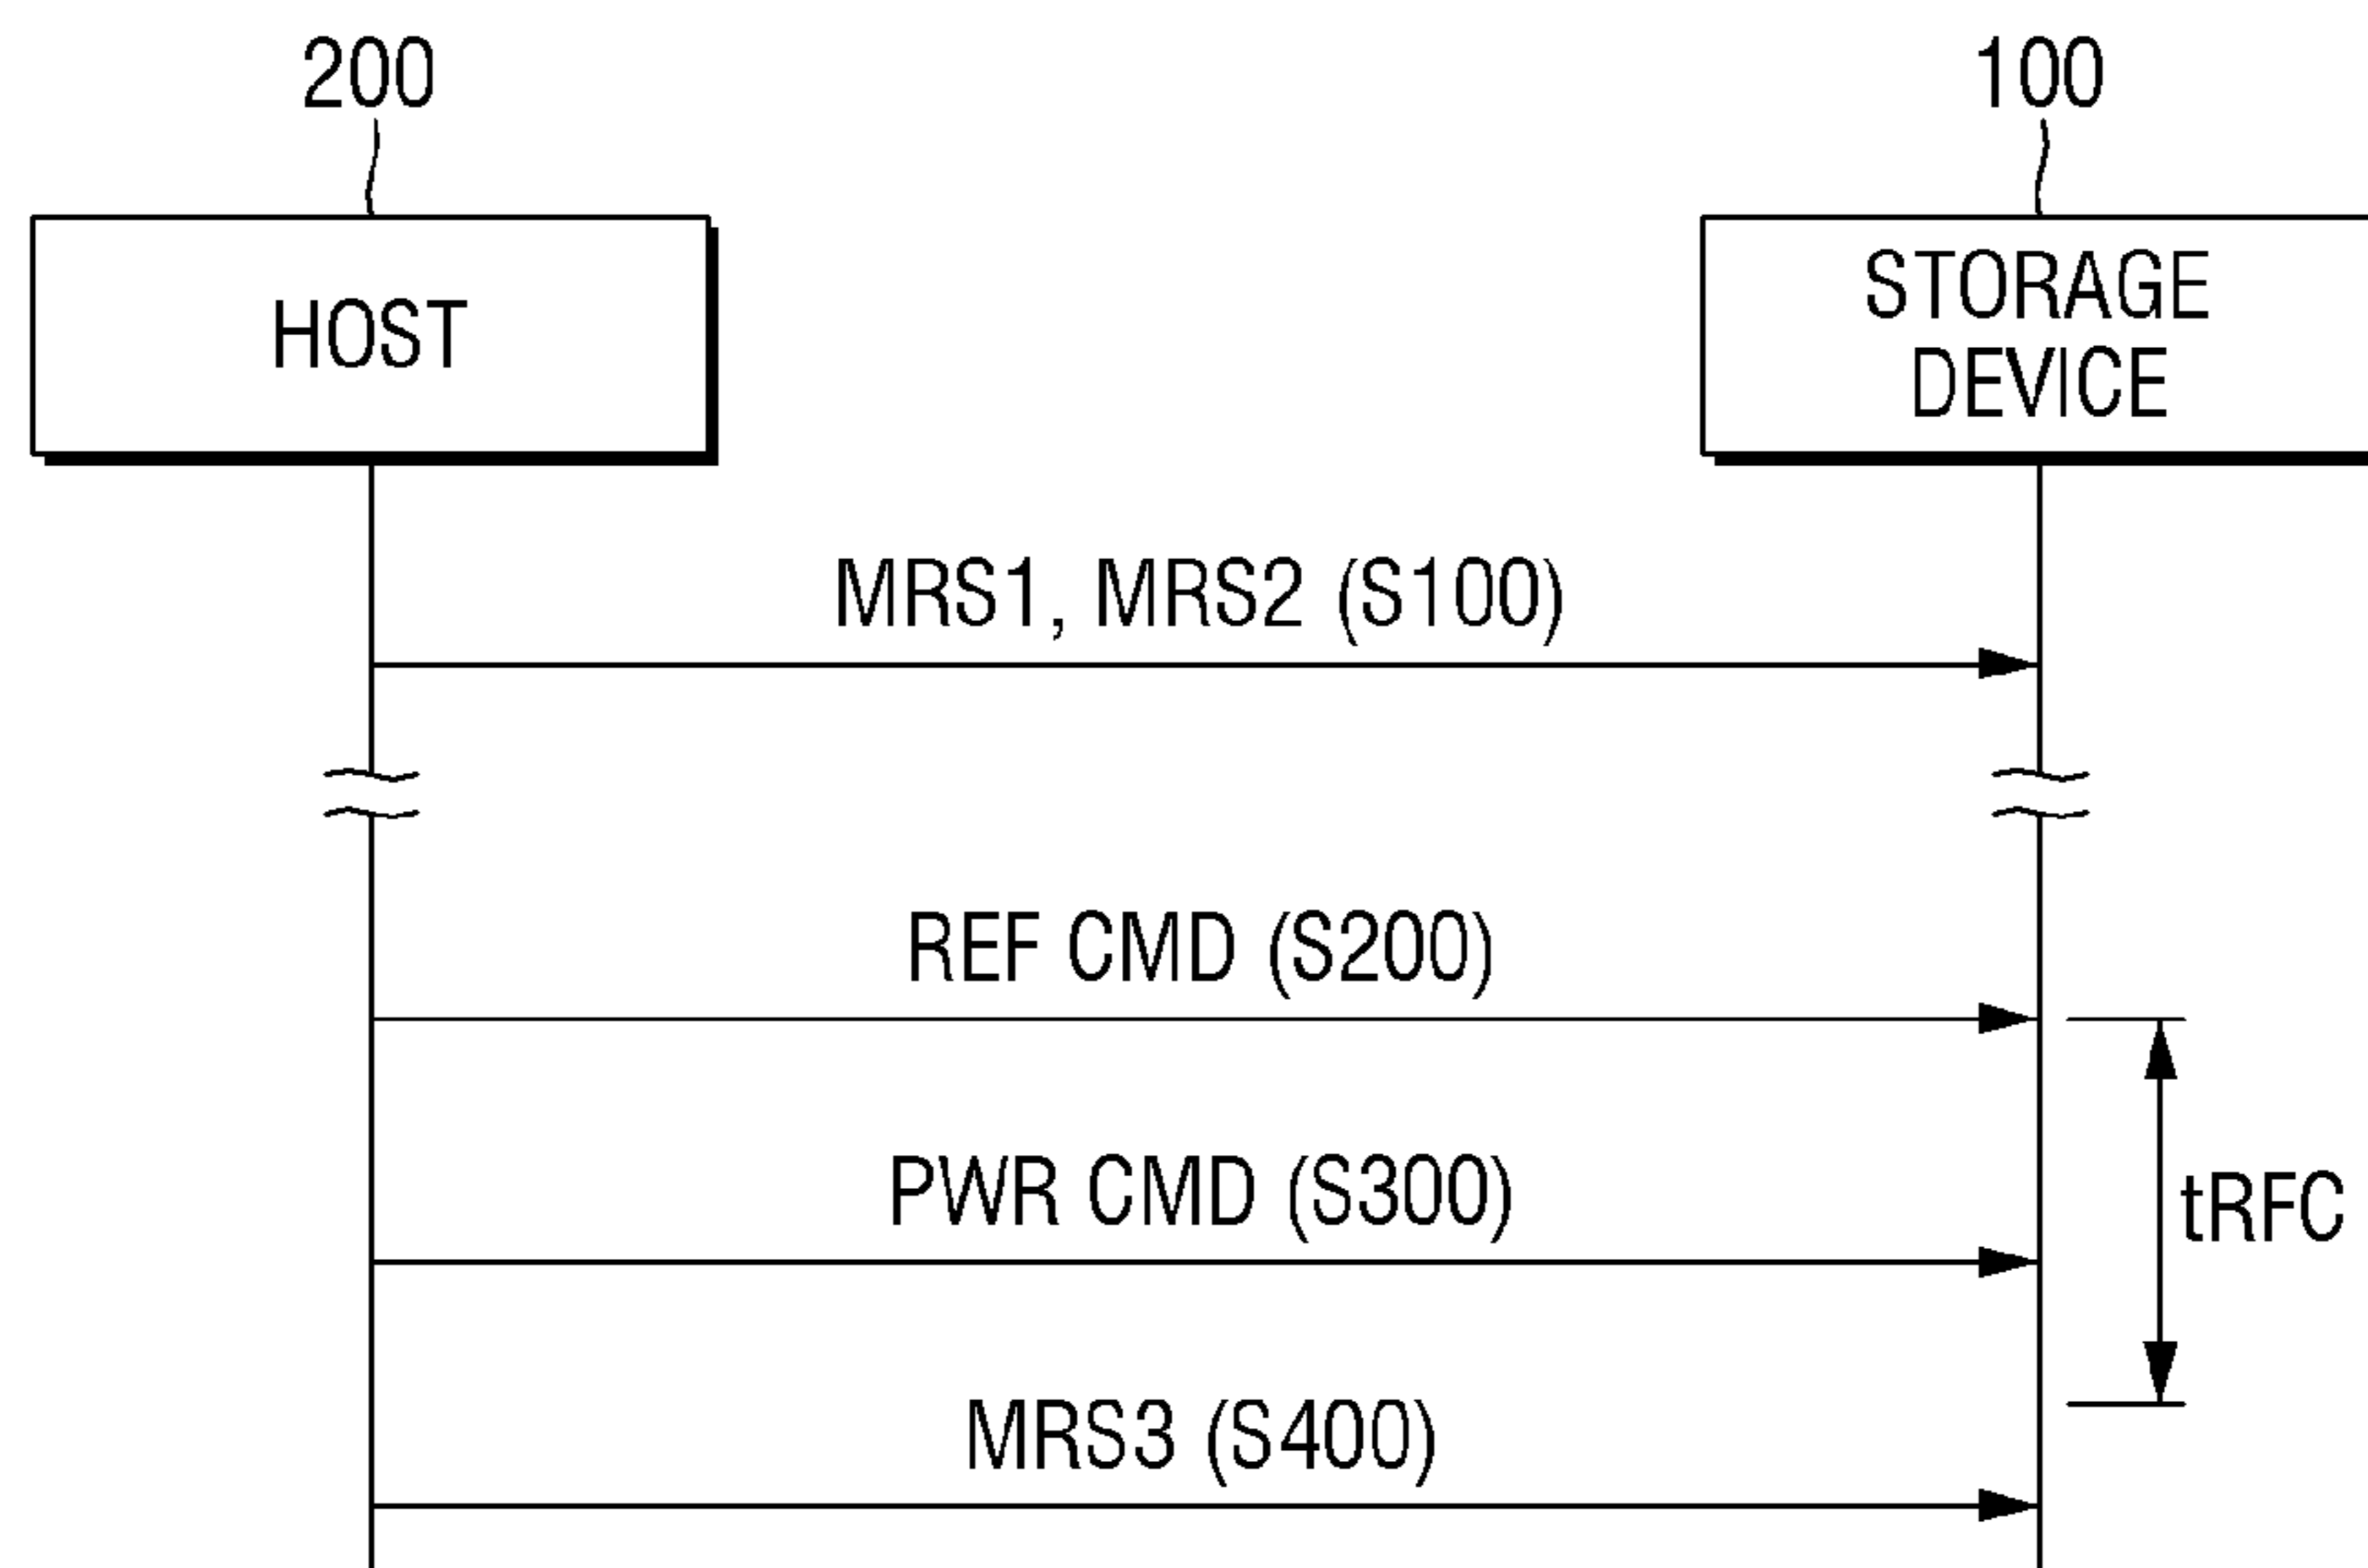 200
100
HOST
STORAGE
DEVICE
MRS1, MRS2 (S100)
REF CMD (S200)
PWR CMD (S300)
tRFC
MRS3 (S400)